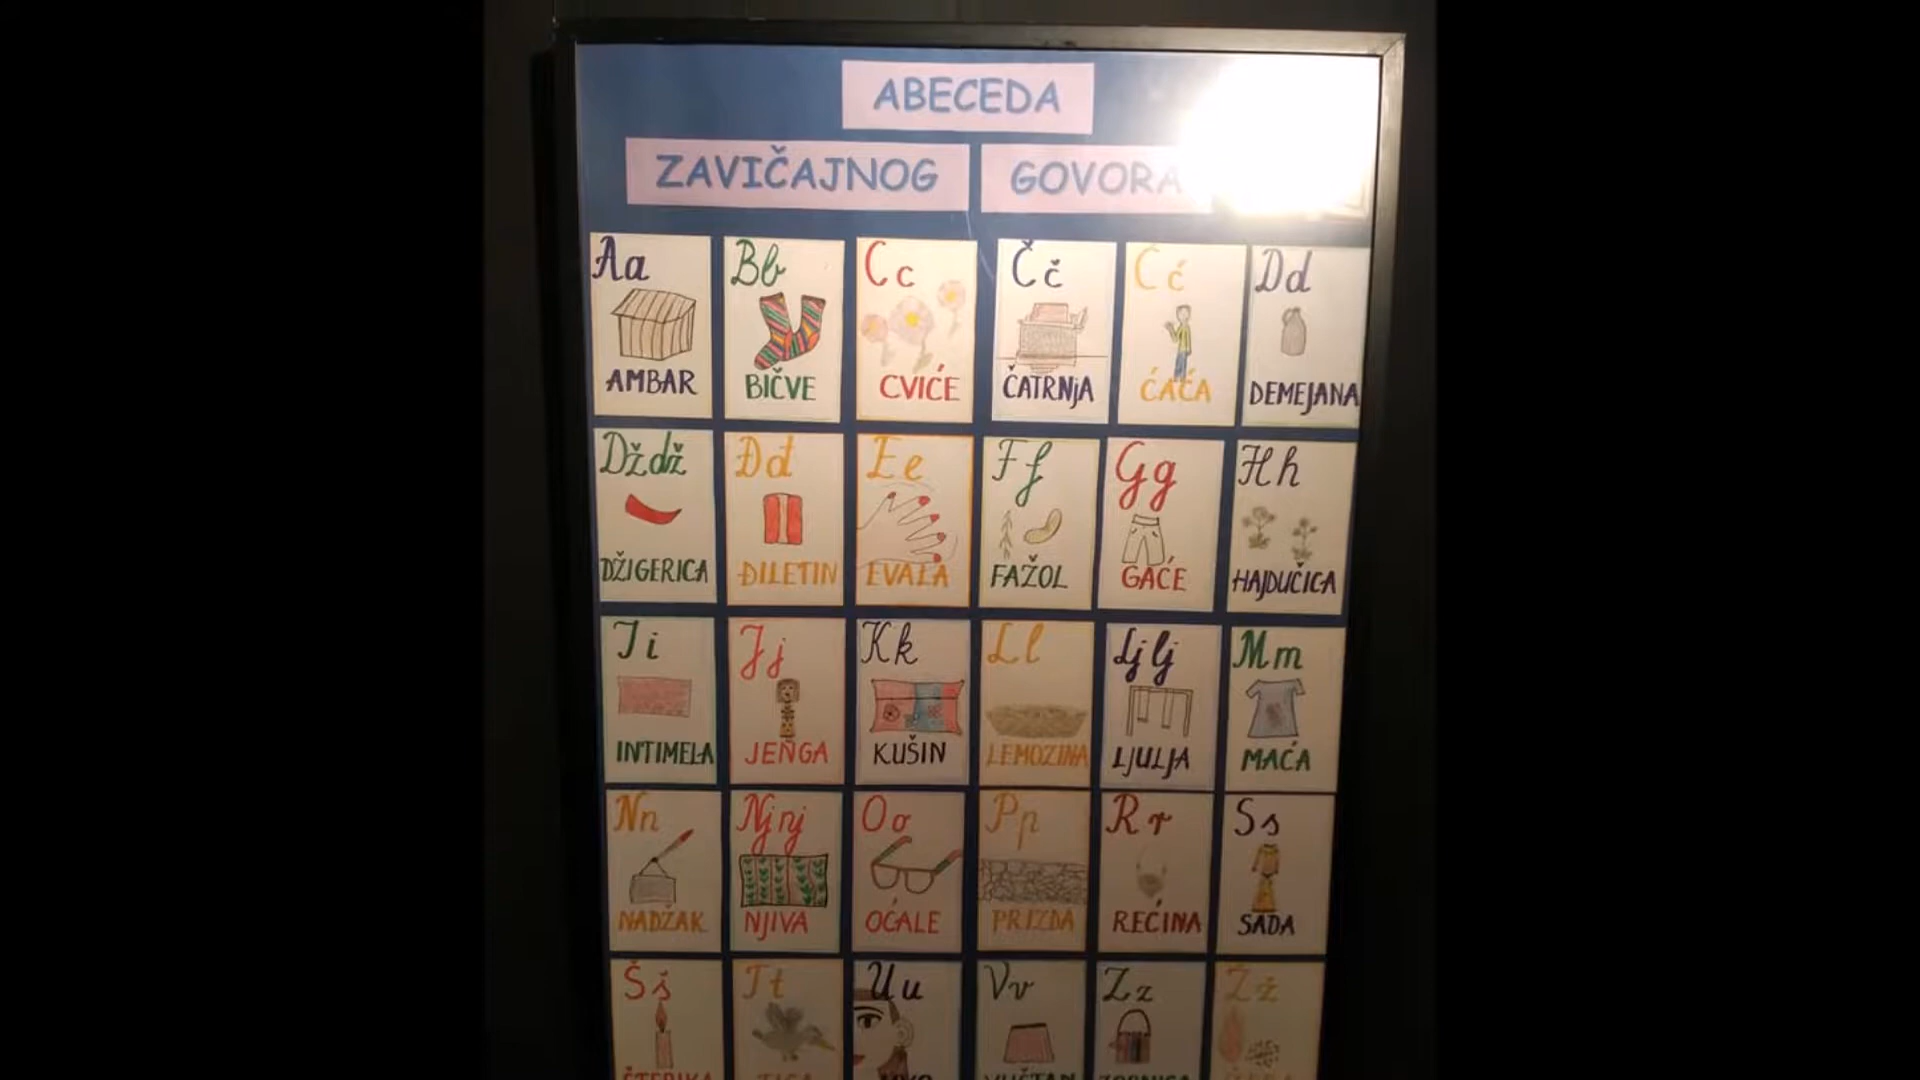 ABECEDA
ZAVIČAJNOG GOVORA
Aa Bb Cc Čč Ćć Dd
AMBAR BIČVE CVIĆE ČATRNjA ĆAĆA DEMEJANA
Dždž Đđ Ee Ff Gg Hh
DŽIGERICA ĐILETIN EVALA FAŽOL GAĆE HAJDUČICA
Ii Jj Kk Ll Ljlj Mm
INTIMELA JENGA KUŠIN LEMOZINA LJULJA MAĆA
Nn Njnj Oo Pp Rr Ss
NADŽAK NJIVA OĆALE PRIZDA REĆINA SADA
Šš Tt Uu Vv Zz Žž